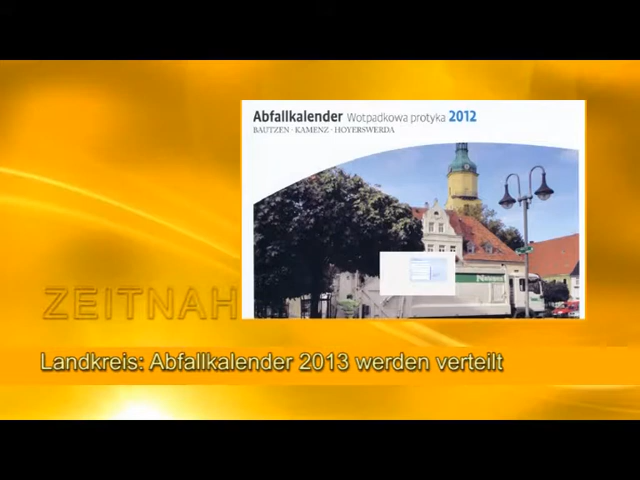 Abfallkalender Wotpadkowa protyka 2012
BAUTZEN · KAMENZ · HOYERSWERDA
ZEITNAH
Landkreis: Abfallkalender 2013 werden verteilt